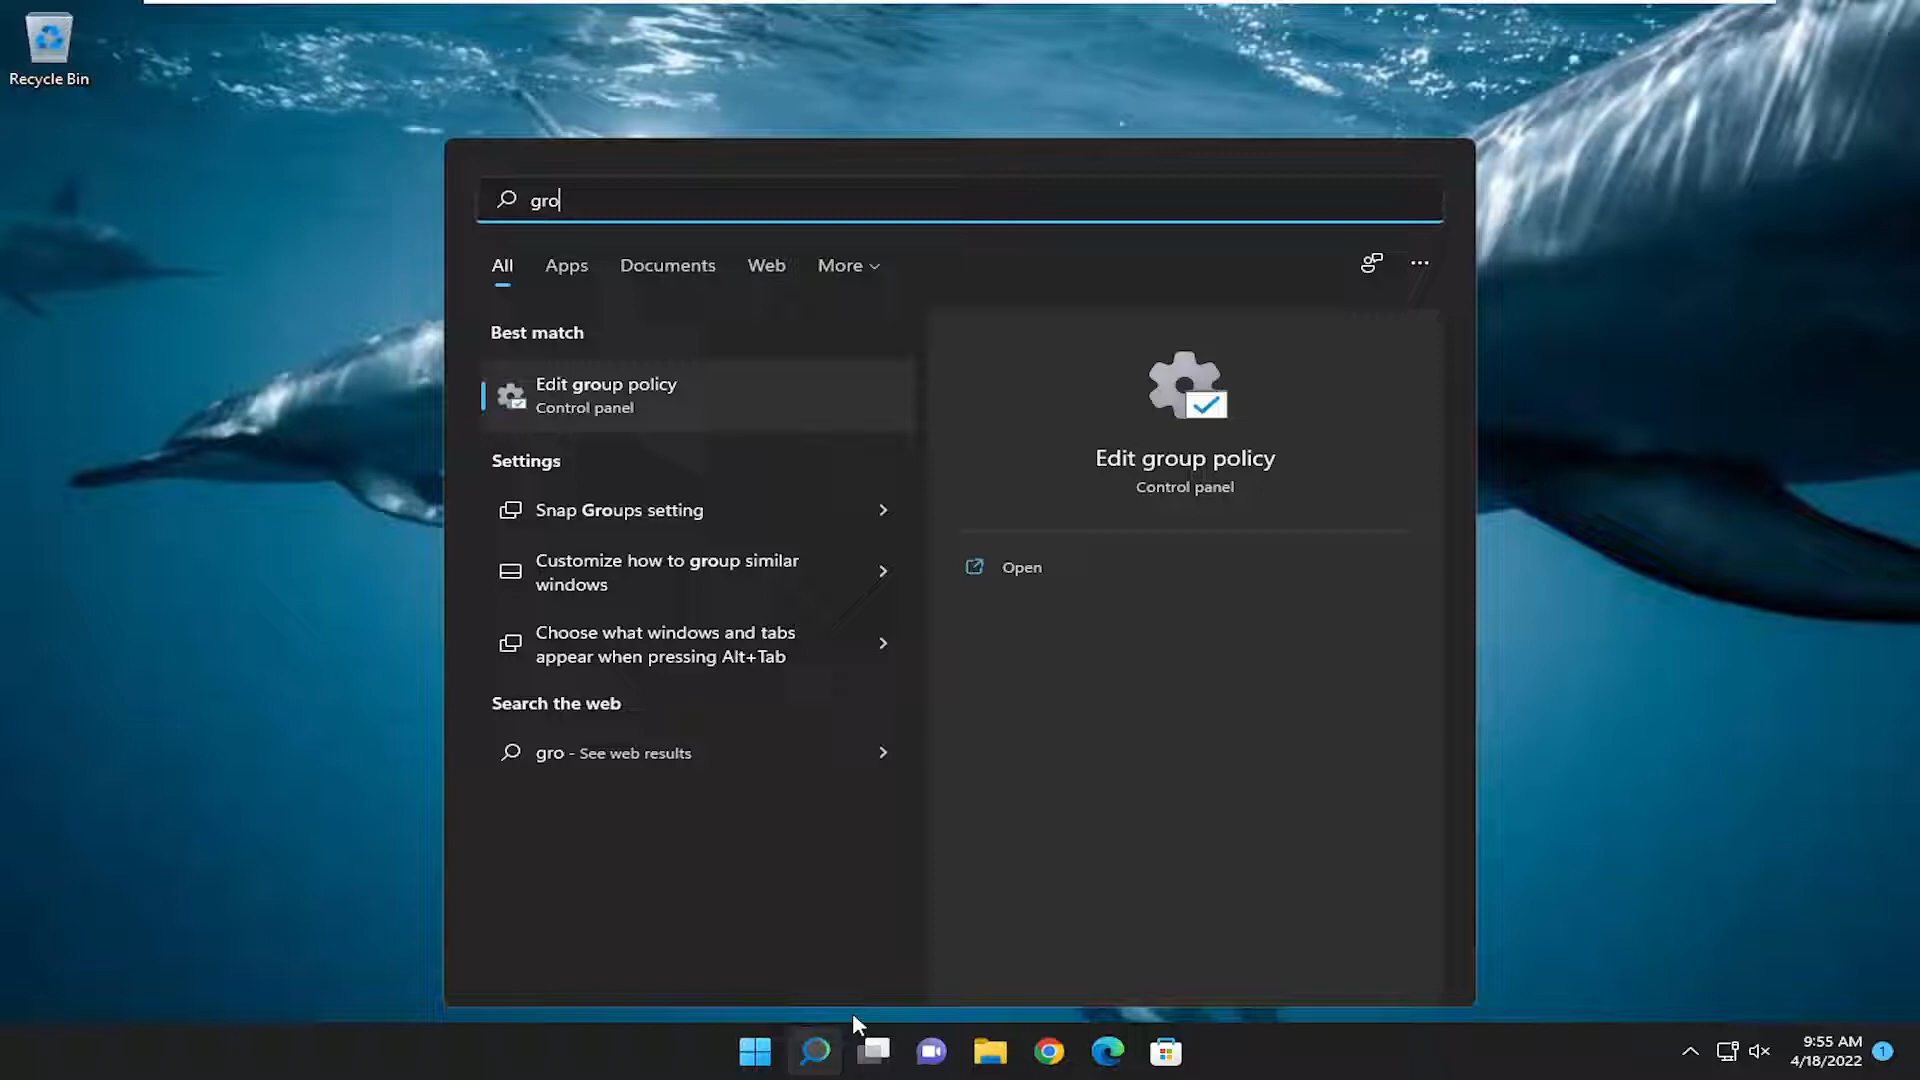 Recycle Bin
gro
All Apps Documents Web More
Best match
Edit group policy
Control panel
Settings
Snap Groups setting
Customize how to group similar
windows
Choose what windows and tabs
appear when pressing Alt+Tab
Search the web
gro - See web results
Edit group policy
Control panel
Open
9:55 AM
4/18/2022
1